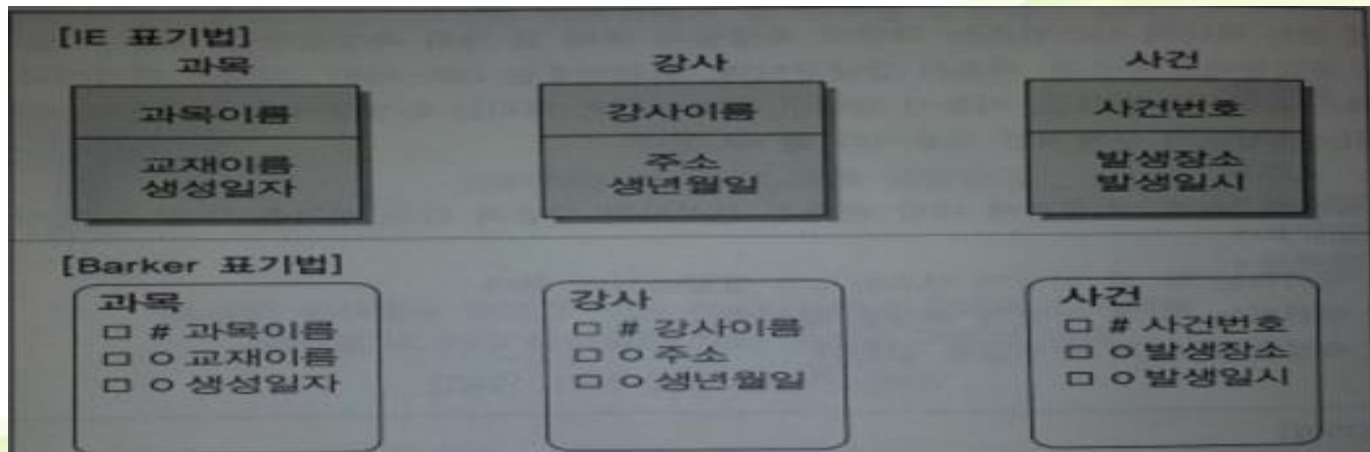 [IE 표기법]
과목 강사 사건
과목이름 강사이름 사건번호
교재이름 주소 발생장소
생성일자 생년월일 발생일시
[Barker 표기법]
과목 강사 사건
□ # 과목이름 □ # 강사이름 □ # 사건번호
□ o 교재이름 □ o 주소 □ o 발생장소
□ o 생성일자 □ o 생년월일 □ o 발생일시